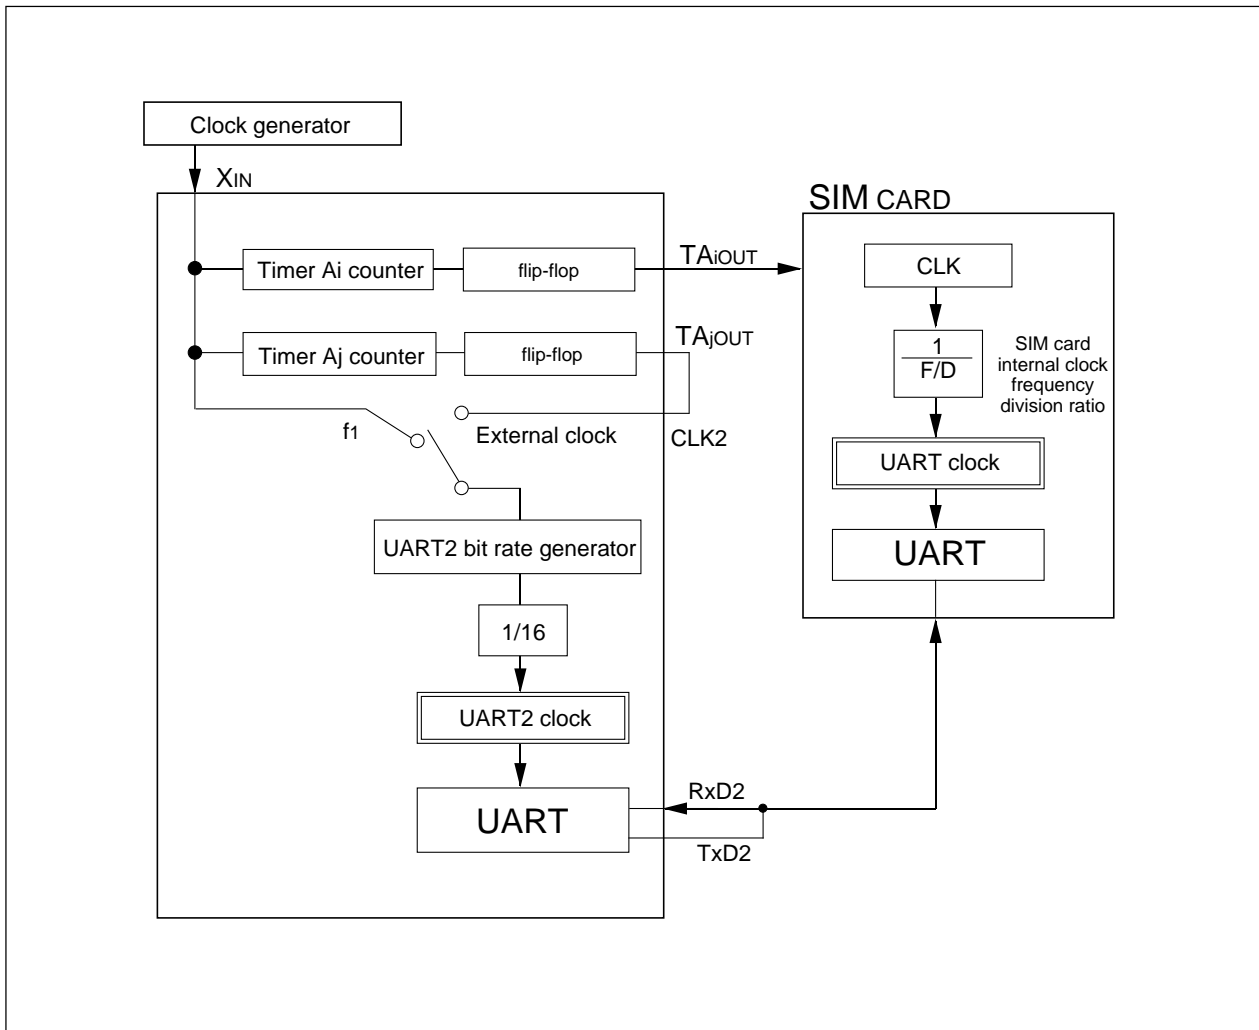 Clock generator
XIN
SIM CARD
Timer Ai counter
flip-flop
TAiOUT
CLK
Timer Aj counter
flip-flop
TAjOUT
1
F/D
SIM card
internal clock
frequency
division ratio
f1
External clock
CLK2
UART clock
UART2 bit rate generator
UART
1/16
UART2 clock
RxD2
UART
TxD2